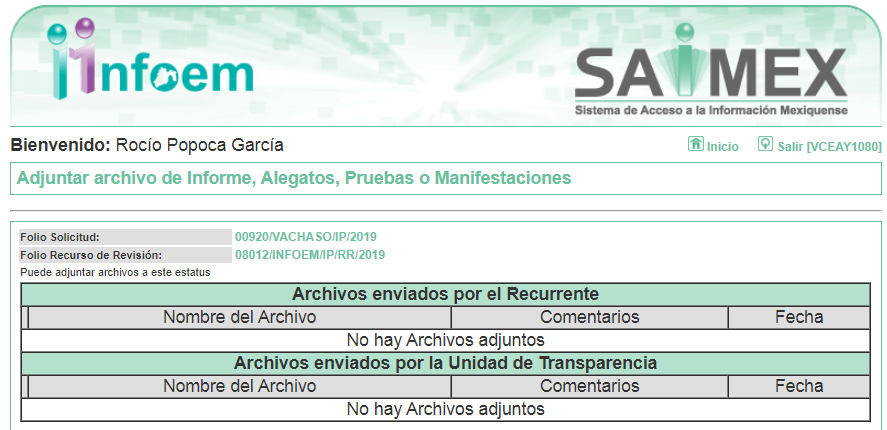 infoem
SAIMEX
Sistema de Acceso a la Información Mexiquense
Bienvenido: Rocío Popoca García
Inicio Salir [VCEAY1080]
Adjuntar archivo de Informe, Alegatos, Pruebas o Manifestaciones
Folio Solicitud: 00920/VACHASO/IP/2019
Folio Recurso de Revisión: 08012/INFOEM/IP/RR/2019
Puede adjuntar archivos a este estatus
Archivos enviados por el Recurrente
Nombre del Archivo Comentarios Fecha
No hay Archivos adjuntos
Archivos enviados por la Unidad de Transparencia
Nombre del Archivo Comentarios Fecha
No hay Archivos adjuntos